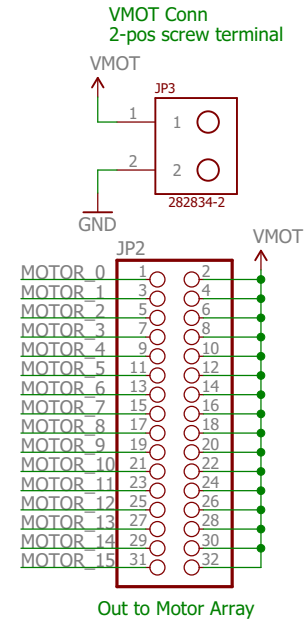 VMOT Conn
2-pos screw terminal
VMOT
JP3
1 1
2 2
282834-2
GND
VMOT
JP2
MOTOR_0 1 2
MOTOR_1 3 4
MOTOR_2 5 6
MOTOR_3 7 8
MOTOR_4 9 10
MOTOR_5 11 12
MOTOR_6 13 14
MOTOR_7 15 16
MOTOR_8 17 18
MOTOR_9 19 20
MOTOR_10 21 22
MOTOR_11 23 24
MOTOR_12 25 26
MOTOR_13 27 28
MOTOR_14 29 30
MOTOR_15 31 32
Out to Motor Array